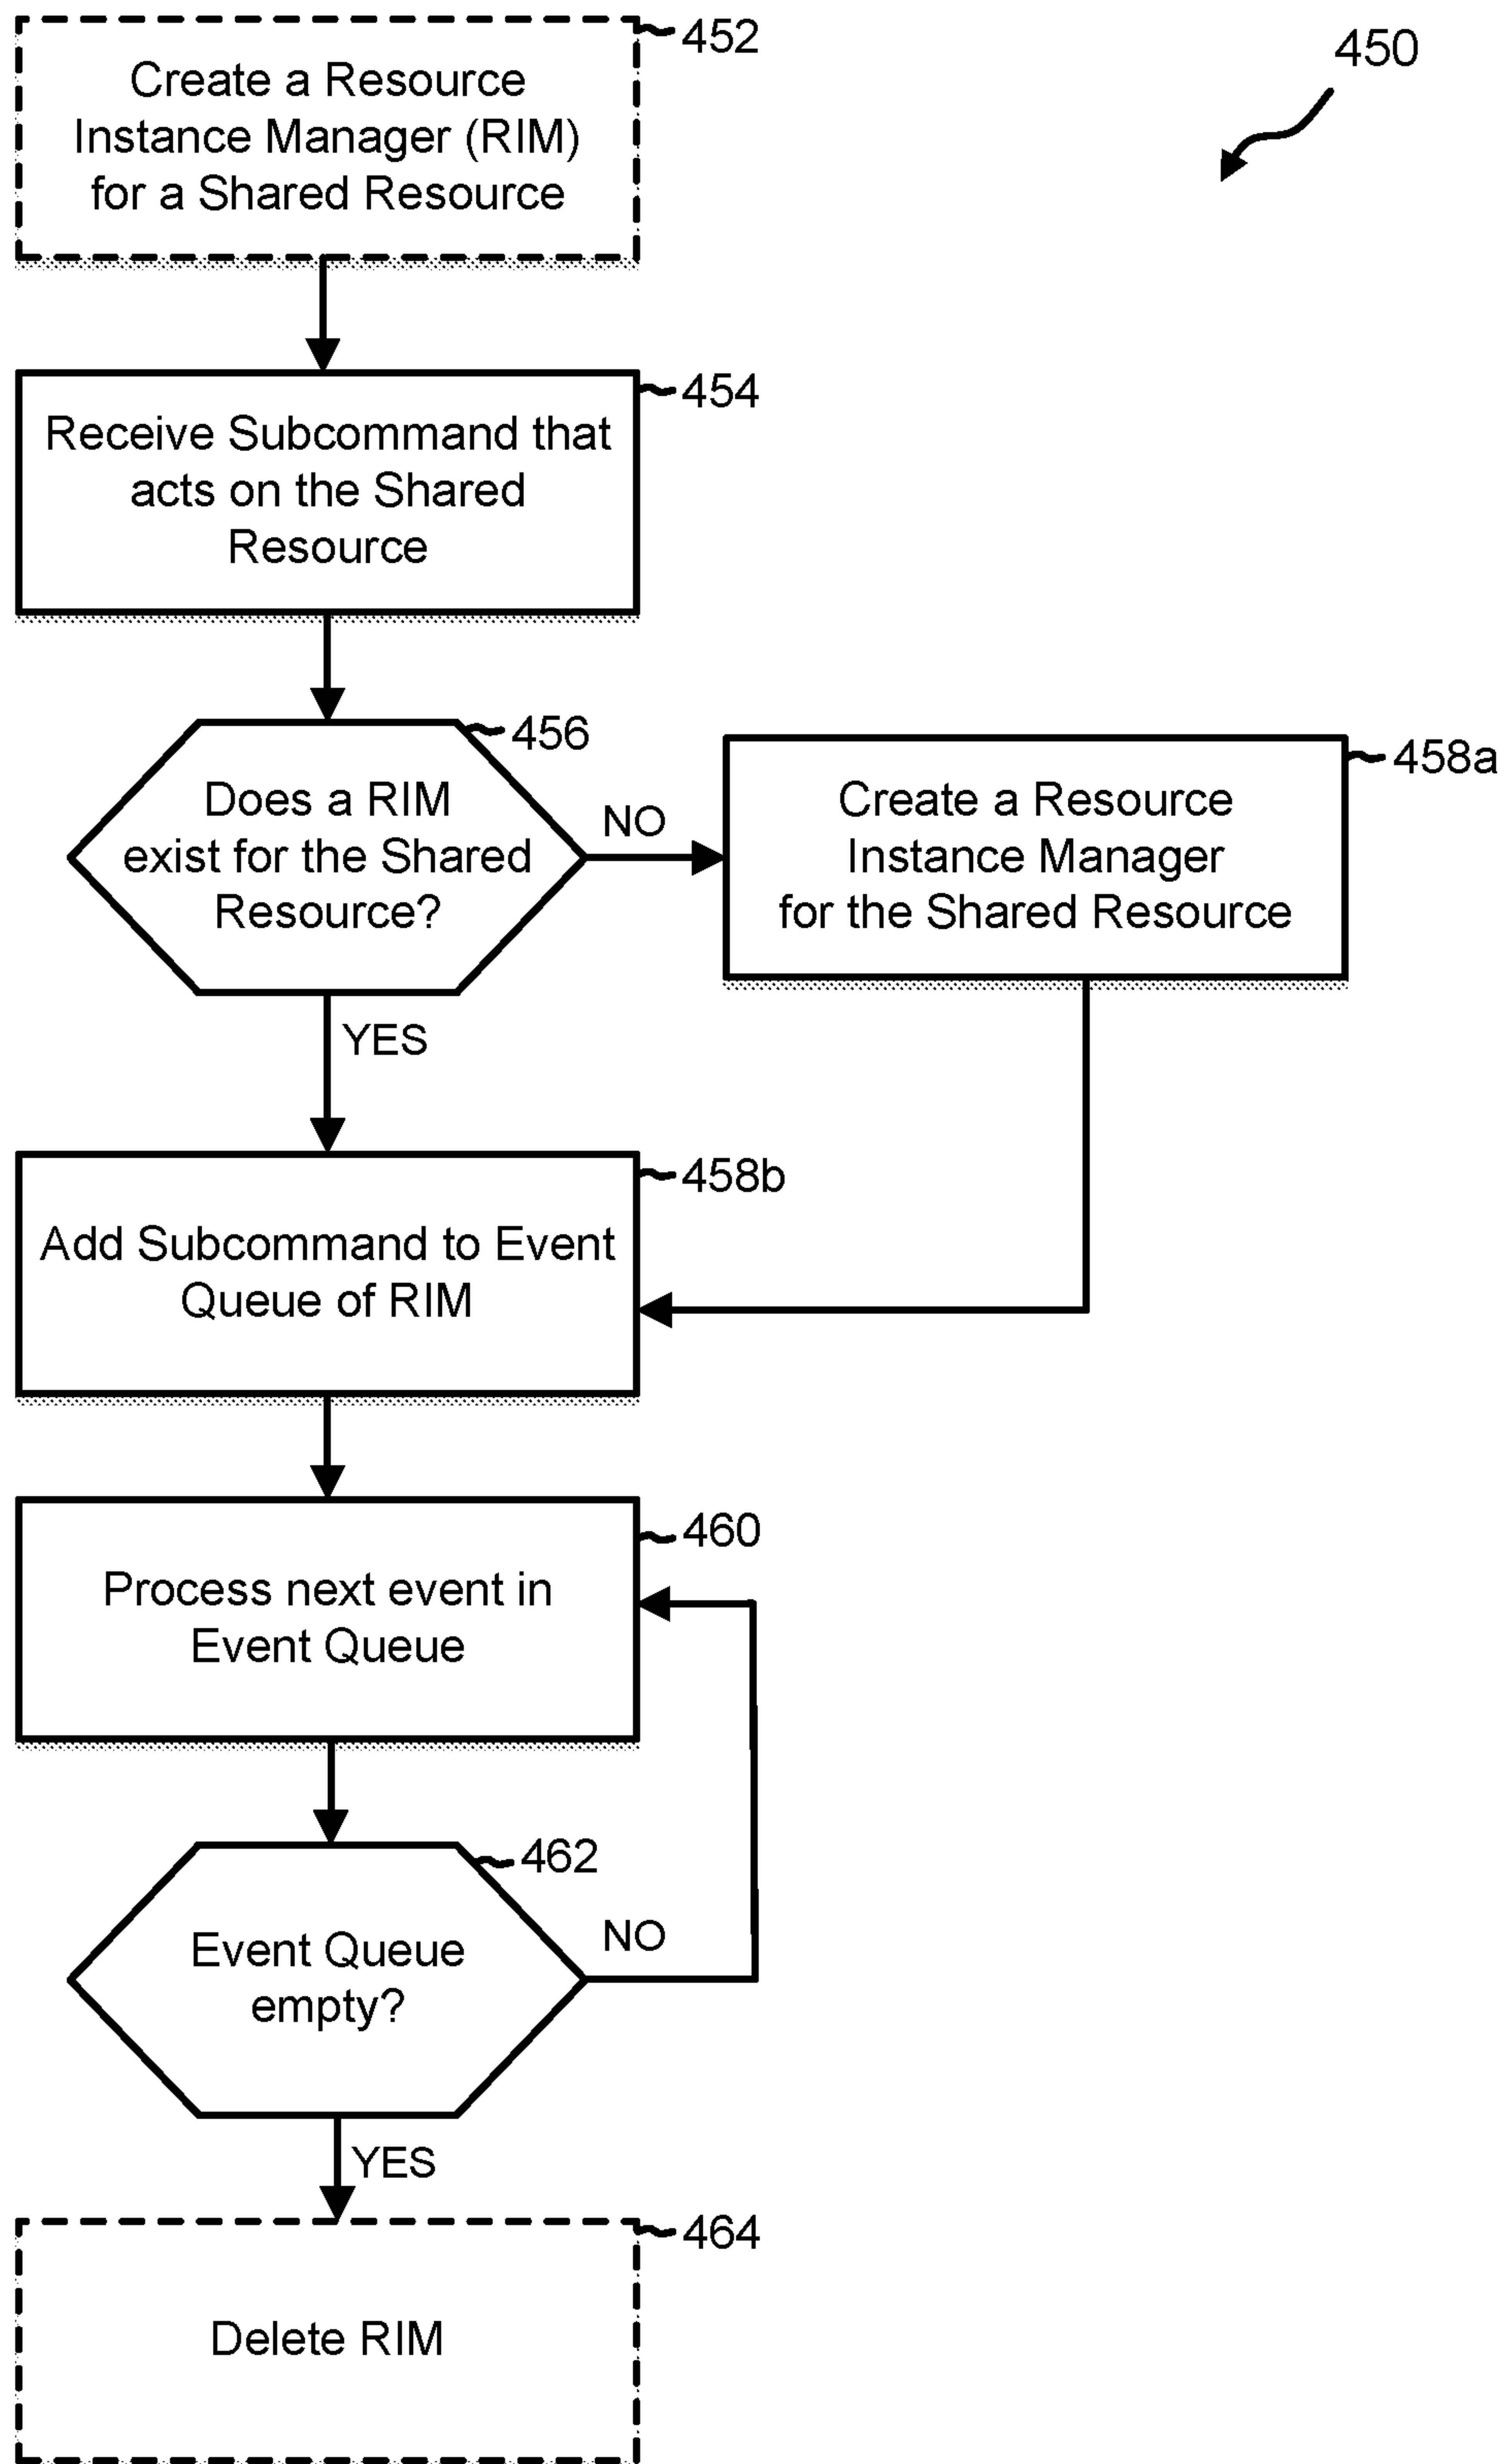 452
450
Create a Resource
Instance Manager (RIM)
for a Shared Resource
454
Receive Subcommand that
acts on the Shared
Resource
456
Does a RIM
exist for the Shared
Resource?
NO
458a
Create a Resource
Instance Manager
for the Shared Resource
YES
458b
Add Subcommand to Event
Queue of RIM
460
Process next event in
Event Queue
462
Event Queue
empty?
NO
YES
464
Delete RIM